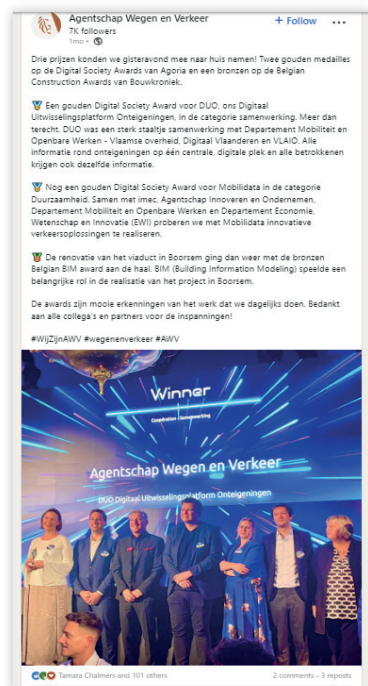 Agentschap Wegen en Verkeer
+ Follow ...
7K followers
1mo •
Drie prijzen konden we gisteravond mee naar huis nemen! Twee gouden medailles
op de Digital Society Awards van Agoria en een bronzen op de Belgian
Construction Awards van Bouwkroniek.
🏅 Een gouden Digital Society Award voor DUO, ons Digitaal
Uitwisselingsplatform Onteigeningen, in de categorie samenwerking. Meer dan
terecht. DUO was een sterk staaltje samenwerking met Departement Mobiliteit en
Openbare Werken - Vlaamse overheid, Digitaal Vlaanderen en VLAIO. Alle
informatie rond onteigeningen op één centrale, digitale plek en alle betrokkenen
krijgen ook dezelfde informatie.
🏅 Nog een gouden Digital Society Award voor Mobilidata in de categorie
Duurzaamheid. Samen met imec, Agentschap Innoveren en Ondernemen,
Departement Mobiliteit en Openbare Werken en Departement Economie,
Wetenschap en Innovatie (EWI) proberen we met Mobilidata innovatieve
verkeersoplossingen te realiseren.
🏅 De renovatie van het viaduct in Boorsem ging dan weer met de bronzen
Belgian BIM award aan de haal. BIM (Building Information Modeling) speelde een
belangrijke rol in de realisatie van het project in Boorsem.
De awards zijn mooie erkenningen van het werk dat we dagelijks doen. Bedankt
aan alle collega's en partners voor de inspanningen!
#WijZijnAWV #wegenenverkeer #AWV
Winner
Coopération - Samenwerking
Agentschap Wegen en Verkeer
DUO Digitaal Uitwisselingsplatform Onteigeningen
Tamara Chalmers and 101 others
2 comments • 3 reposts